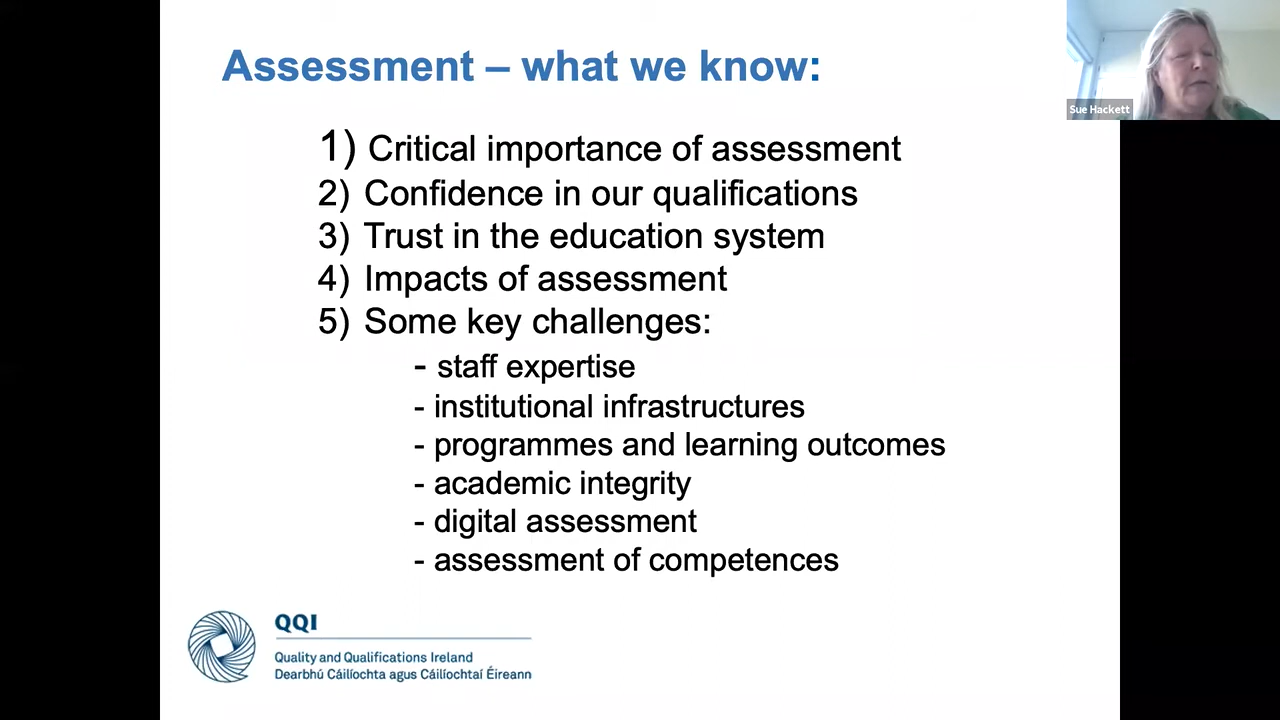 Assessment – what we know:
Sue Hackett
1) Critical importance of assessment
2) Confidence in our qualifications
3) Trust in the education system
4) Impacts of assessment
5) Some key challenges:
- staff expertise
- institutional infrastructures
- programmes and learning outcomes
- academic integrity
- digital assessment
- assessment of competences
QQI
Quality and Qualifications Ireland
Dearbhú Cáilíochta agus Cáilíochtaí Éireann